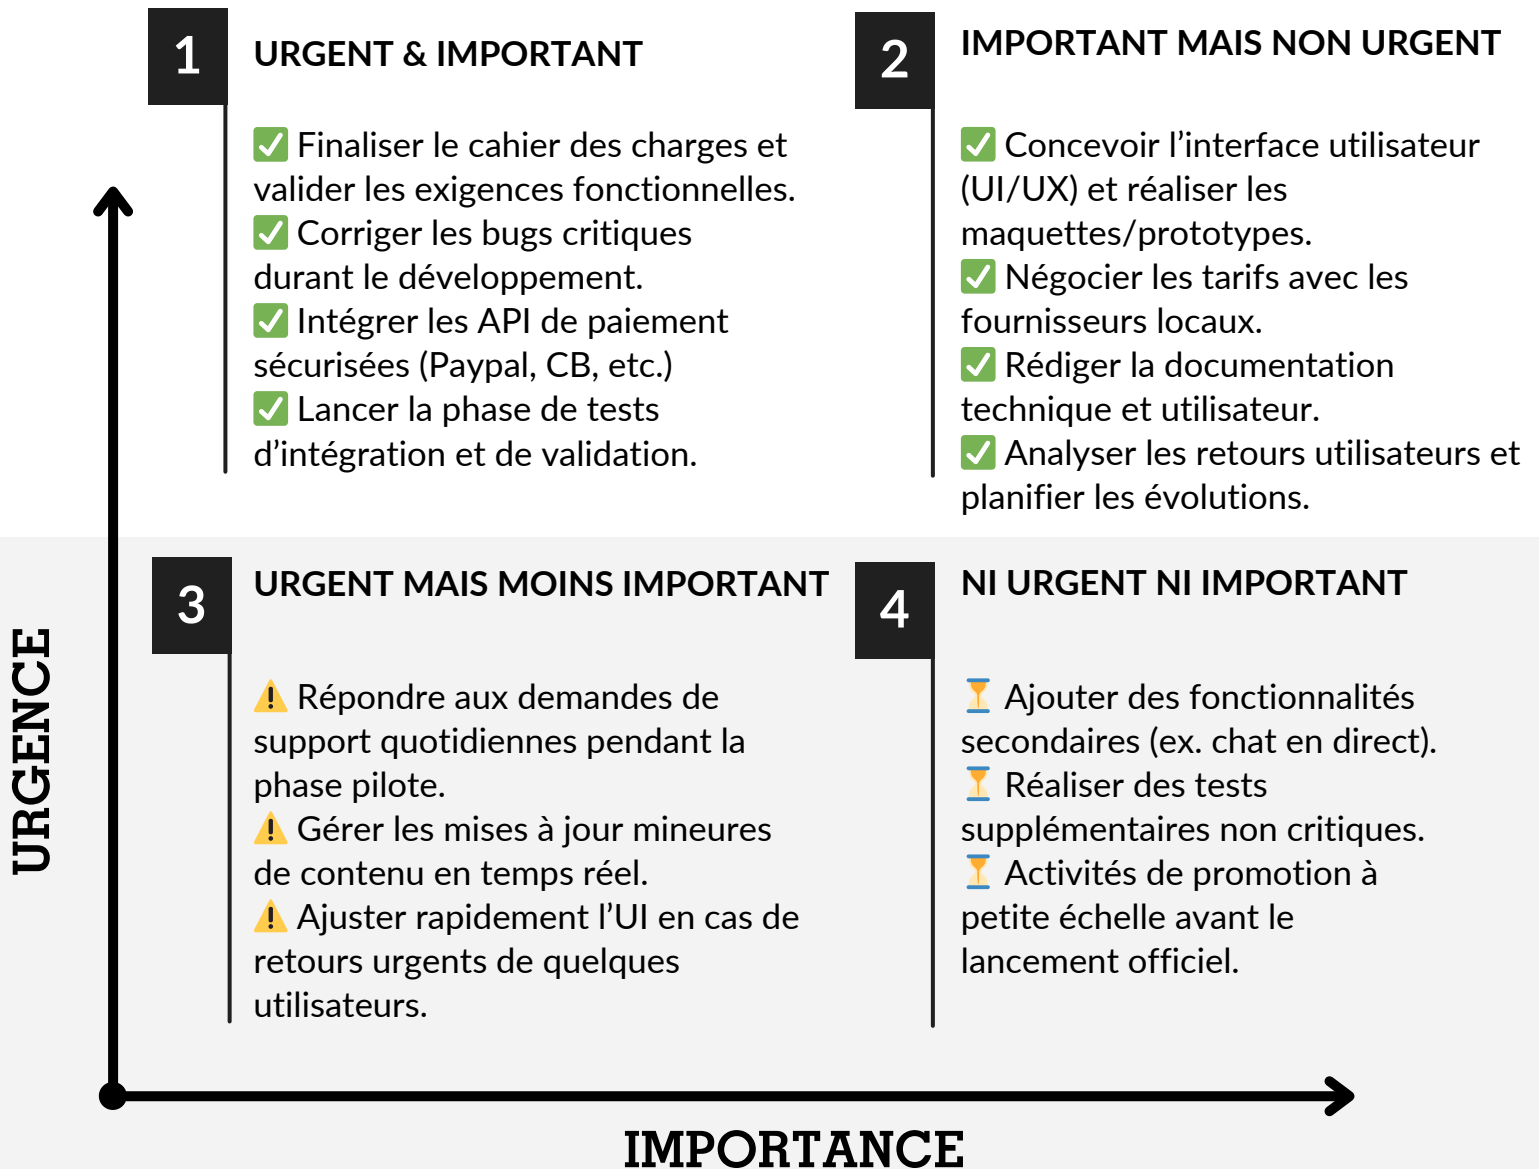 1
URGENT & IMPORTANT
✅ Finaliser le cahier des charges et
valider les exigences fonctionnelles.
✅ Corriger les bugs critiques
durant le développement.
✅ Intégrer les API de paiement
sécurisées (Paypal, CB, etc.)
✅ Lancer la phase de tests
d’intégration et de validation.
2
IMPORTANT MAIS NON URGENT
✅ Concevoir l’interface utilisateur
(UI/UX) et réaliser les
maquettes/prototypes.
✅ Négocier les tarifs avec les
fournisseurs locaux.
✅ Rédiger la documentation
technique et utilisateur.
✅ Analyser les retours utilisateurs et
planifier les évolutions.
3
URGENT MAIS MOINS IMPORTANT
⚠️ Répondre aux demandes de
support quotidiennes pendant la
phase pilote.
⚠️ Gérer les mises à jour mineures
de contenu en temps réel.
⚠️ Ajuster rapidement l’UI en cas de
retours urgents de quelques
utilisateurs.
4
NI URGENT NI IMPORTANT
⏳ Ajouter des fonctionnalités
secondaires (ex. chat en direct).
⏳ Réaliser des tests
supplémentaires non critiques.
⏳ Activités de promotion à
petite échelle avant le
lancement officiel.
URGENCE
IMPORTANCE